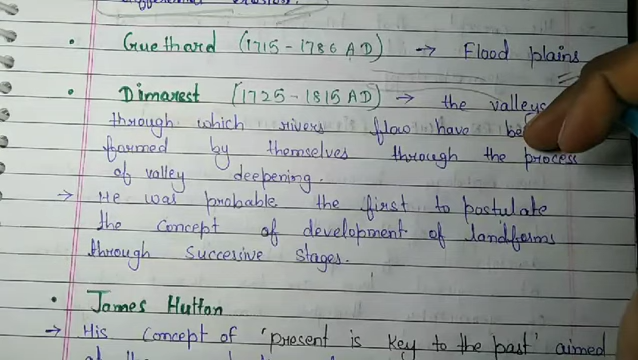 differential erosion.
• Guethard (1715-1786 AD) → Flood plains
• Dimarest [1725-1815 AD) → the valleys
through which rivers flow have
formed by themselves through the process
of valley deepening.
→ He was probable the first to postulate
the concept of development of landforms
through successive stages.
• James Hutton
→ His concept of 'present is key to the past' aimed